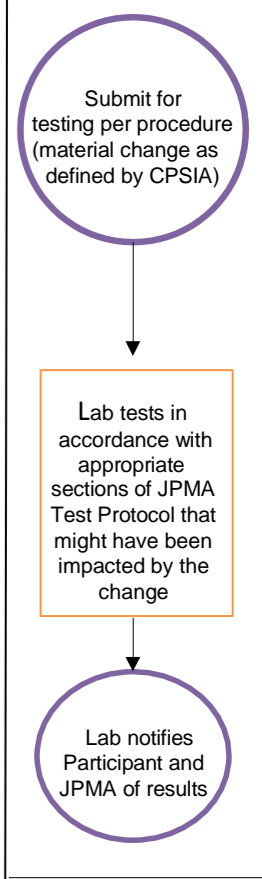 Submit for
testing per procedure
(material change as
defined by CPSIA)
Lab tests in
accordance with
appropriate
sections of JPMA
Test Protocol that
might have been
impacted by the
change
Lab notifies
Participant and
JPMA of results